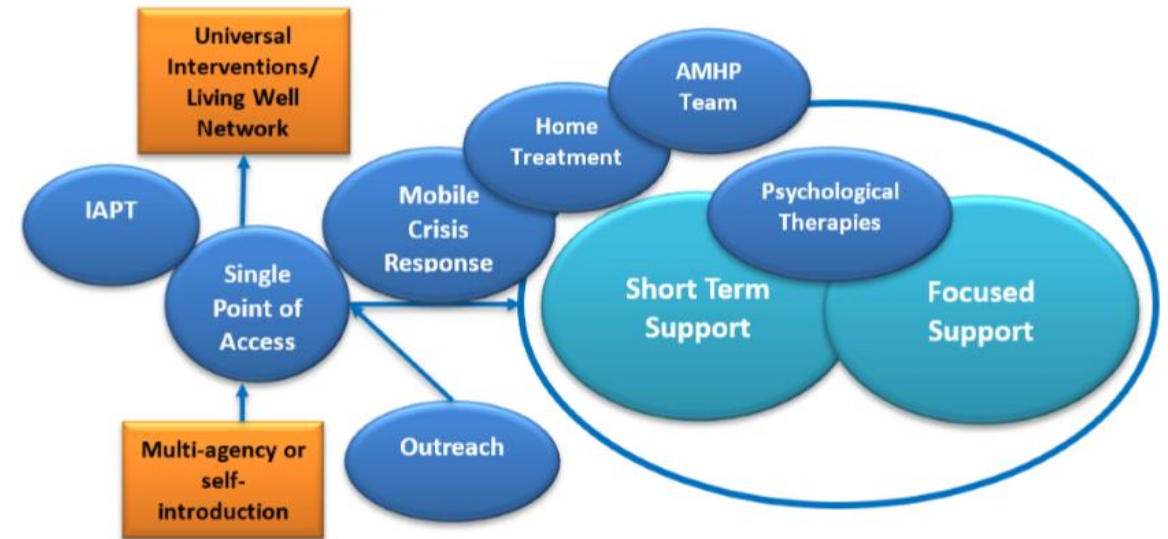 Universal
Interventions/
Living Well
Network
AMHP
Team
Home
Treatment
IAPT
Mobile
Crisis
Response
Psychological
Therapies
Single
Point of
Access
Short Term
Support
Focused
Support
Multi-agency or
self-
introduction
Outreach